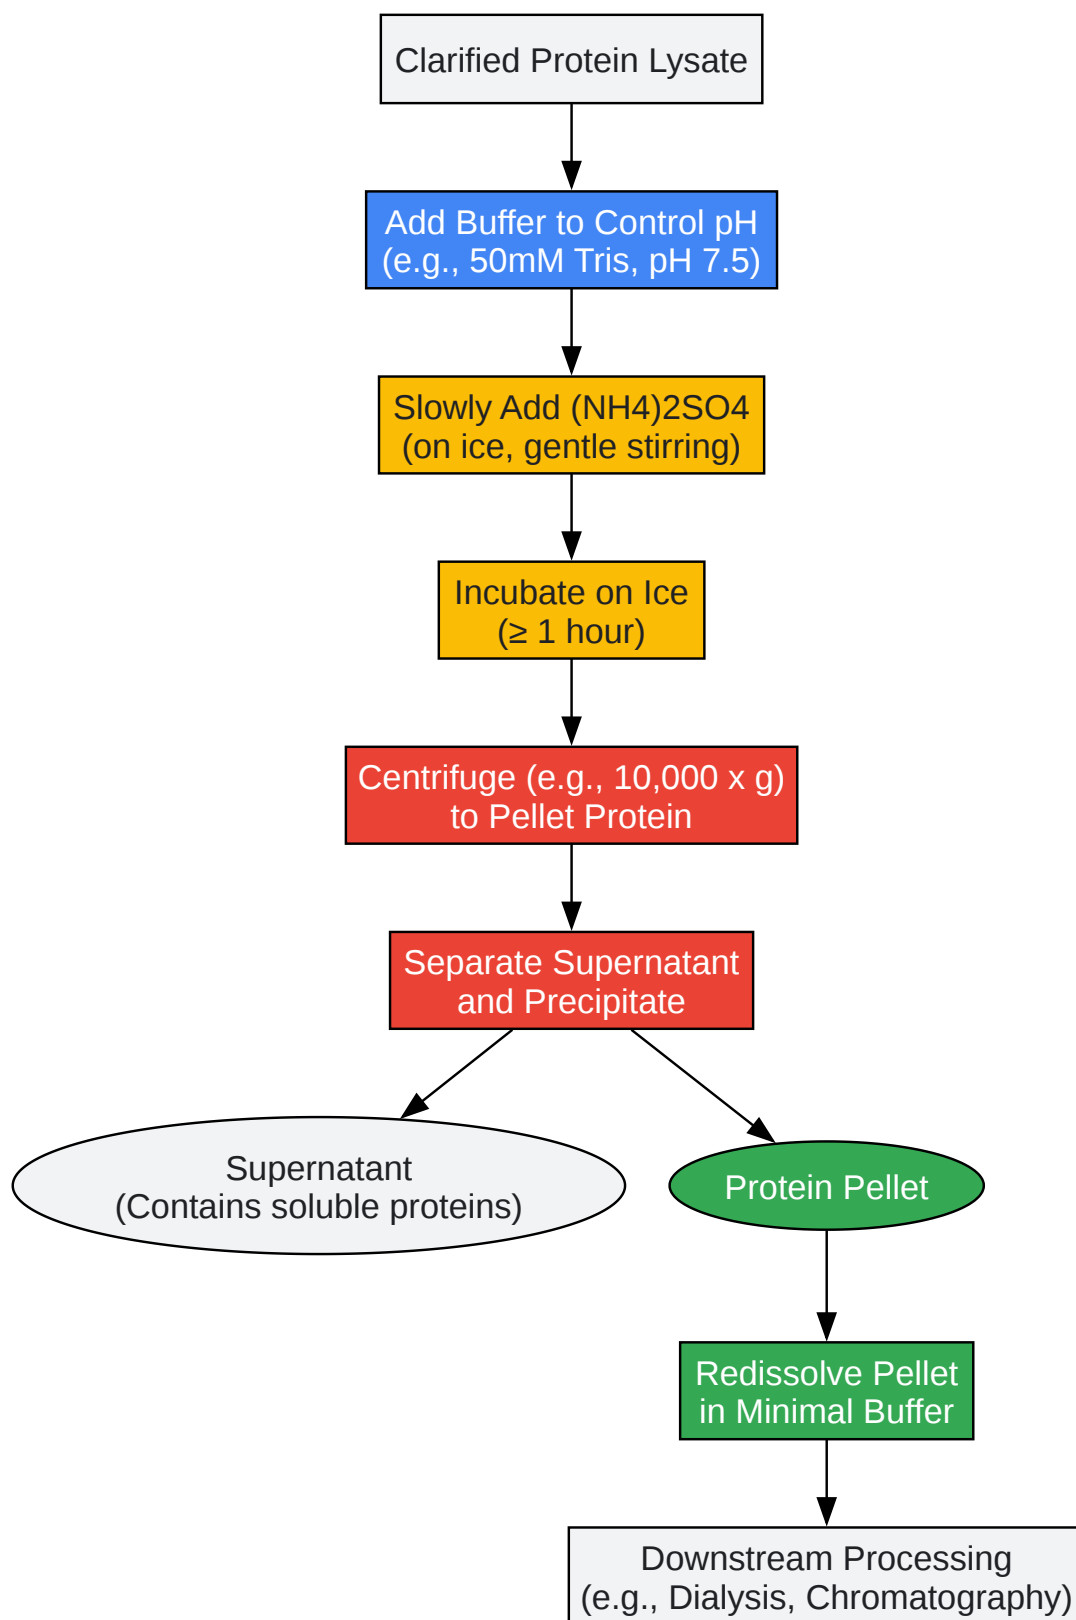 Clarified Protein Lysate
Add Buffer to Control pH
(e.g., 50mM Tris, pH 7.5)
Slowly Add (NH4)2SO4
(on ice, gentle stirring)
Incubate on Ice
(≥ 1 hour)
Centrifuge (e.g., 10,000 x g)
to Pellet Protein
Separate Supernatant
and Precipitate
Supernatant
(Contains soluble proteins)
Protein Pellet
Redissolve Pellet
in Minimal Buffer
Downstream Processing
(e.g., Dialysis, Chromatography)